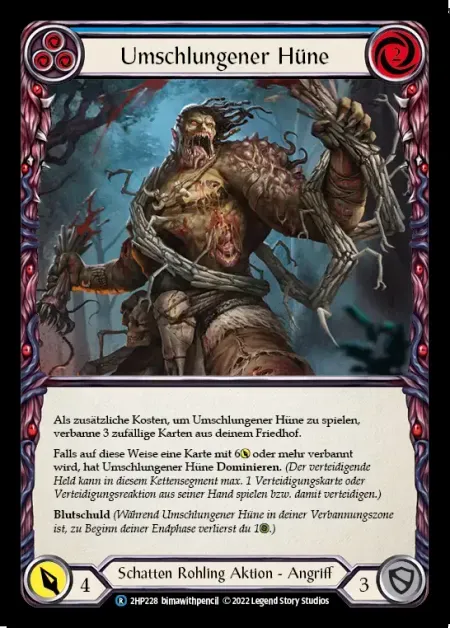 Umschlungener Hüne
2
Als zusätzliche Kosten, um Umschlungener Hüne zu spielen,
verbanne 3 zufällige Karten aus deinem Friedhof.
Falls auf diese Weise eine Karte mit 6 oder mehr verbannt
wird, hat Umschlungener Hüne Dominieren. (Der verteidigende
Held kann in diesem Kettensegment max. 1 Verteidigungskarte oder
Verteidigungsreaktion aus seiner Hand spielen bzw. damit verteidigen.)
Blutschuld (Während Umschlungener Hüne in deiner Verbannungszone
ist, zu Beginn deiner Endphase verlierst du 1.)
4
Schatten Rohling Aktion - Angriff
3
R 2HP228 bimawithpencil © 2022 Legend Story Studios